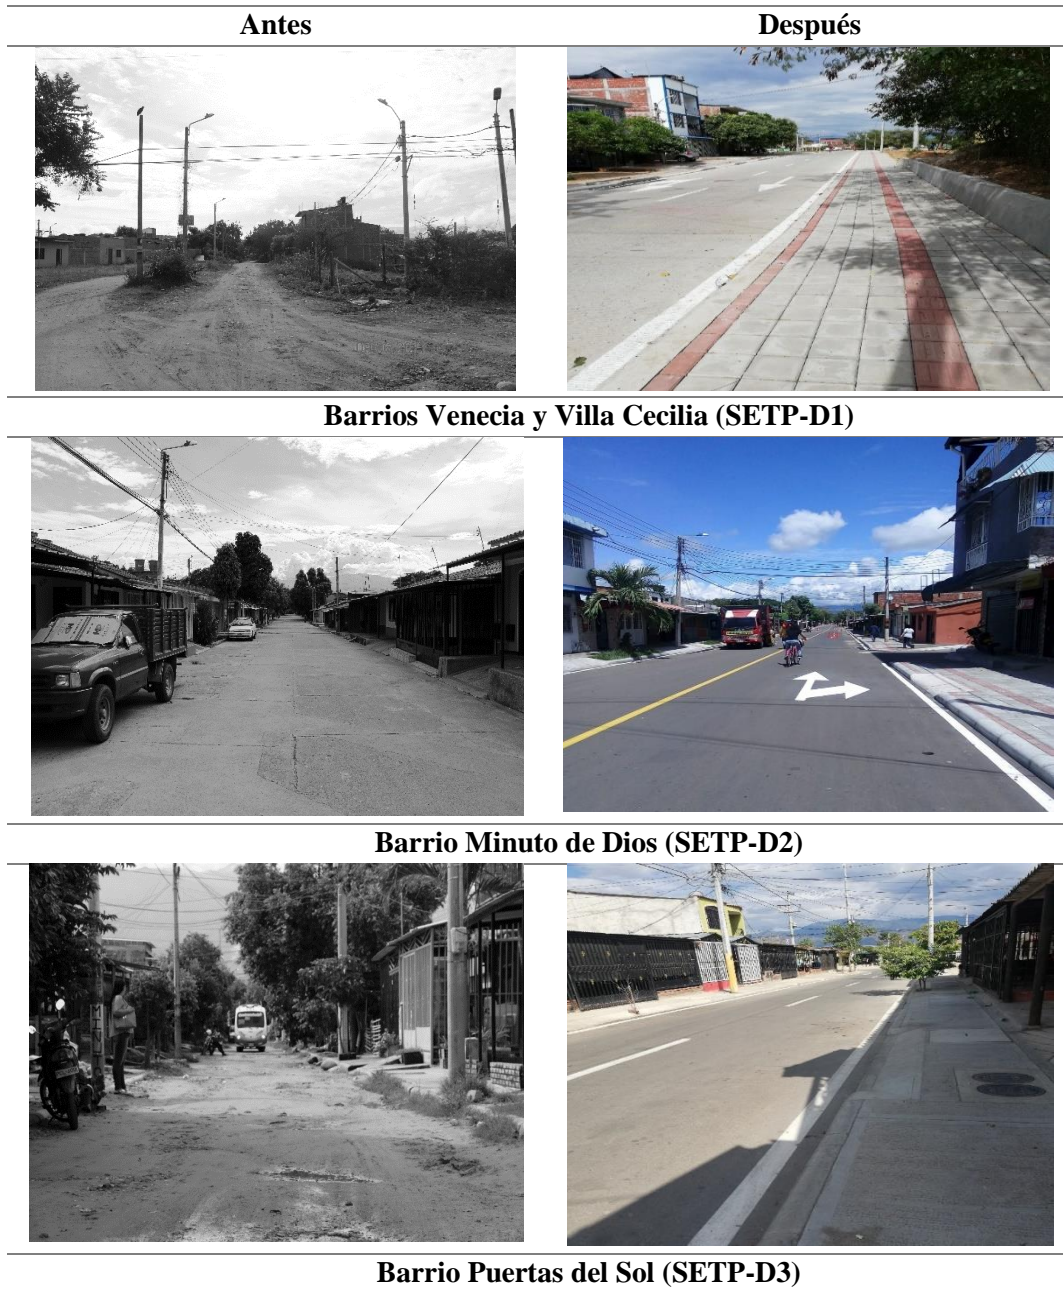 Antes
Después
Barrios Venecia y Villa Cecilia (SETP-D1)
Barrio Minuto de Dios (SETP-D2)
Barrio Puertas del Sol (SETP-D3)